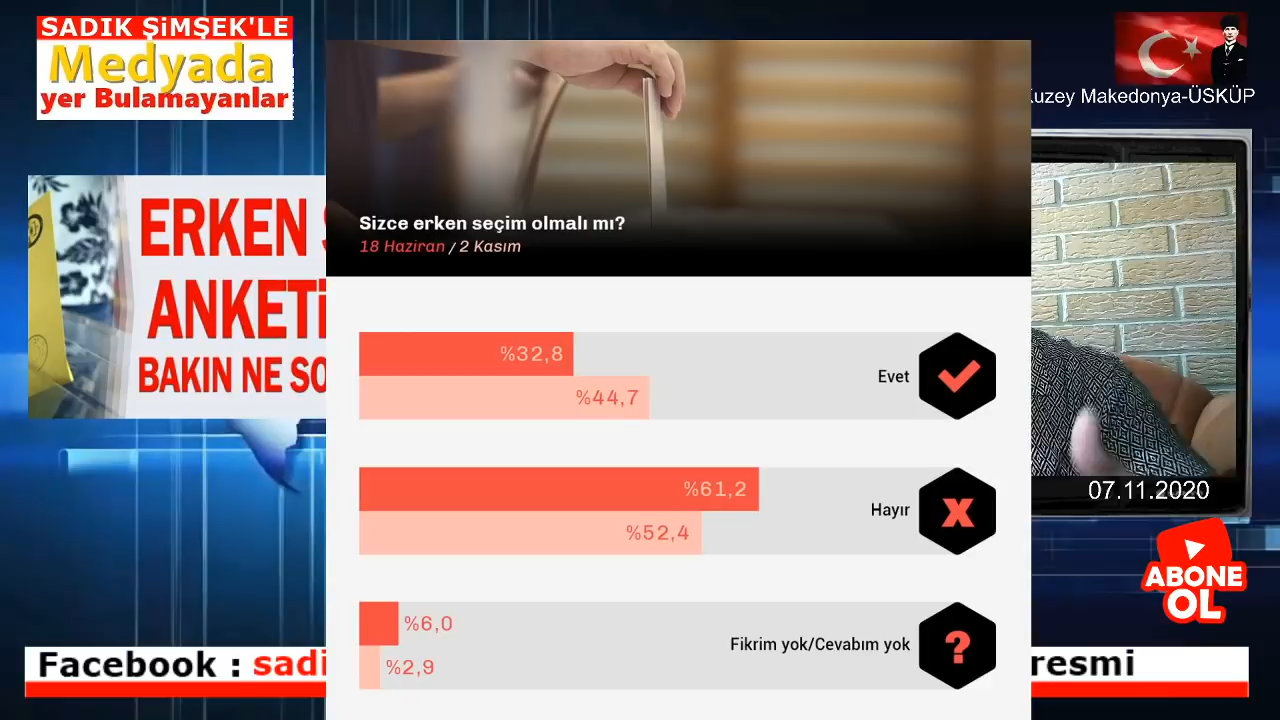 SADIK ŞiMŞEK'LE
Medyada
yer Bulamayanlar
Kuzey Makedonya-ÜSKÜP
ERKEN
ANKETİ
BAKIN NE SO
Sizce erken seçim olmalı mı?
18 Haziran / 2 Kasım
%32,8
%44,7
Evet
%61,2
%52,4
Hayır
%6,0
%2,9
Fikrim yok/Cevabım yok
07.11.2020
ABONE
OL
Facebook : sadi
resmi